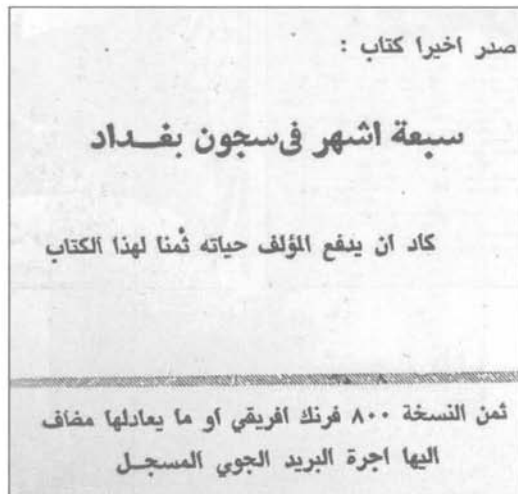 صدر اخيرا كتاب :
سبعة اشهر فى سجون بغداد
كاد ان يدفع المؤلف حياته ثمنا لهذا الكتاب
ثمن النسخة ٨٠٠ فرنك افريقي او ما يعادلها مضاف
اليها اجرة البريد الجوي المسجل